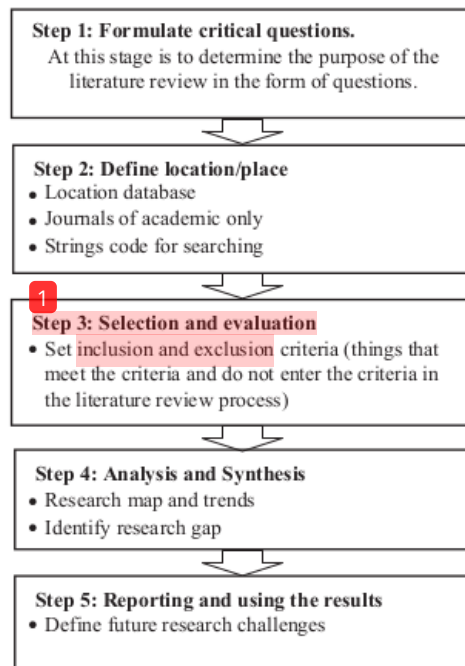 Step 1: Formulate critical questions.
At this stage is to determine the purpose of the
literature review in the form of questions.
Step 2: Define location/place
• Location database
• Journals of academic only
• Strings code for searching
1
Step 3: Selection and evaluation
• Set inclusion and exclusion criteria (things that
meet the criteria and do not enter the criteria in
the literature review process)
Step 4: Analysis and Synthesis
• Research map and trends
• Identify research gap
Step 5: Reporting and using the results
• Define future research challenges